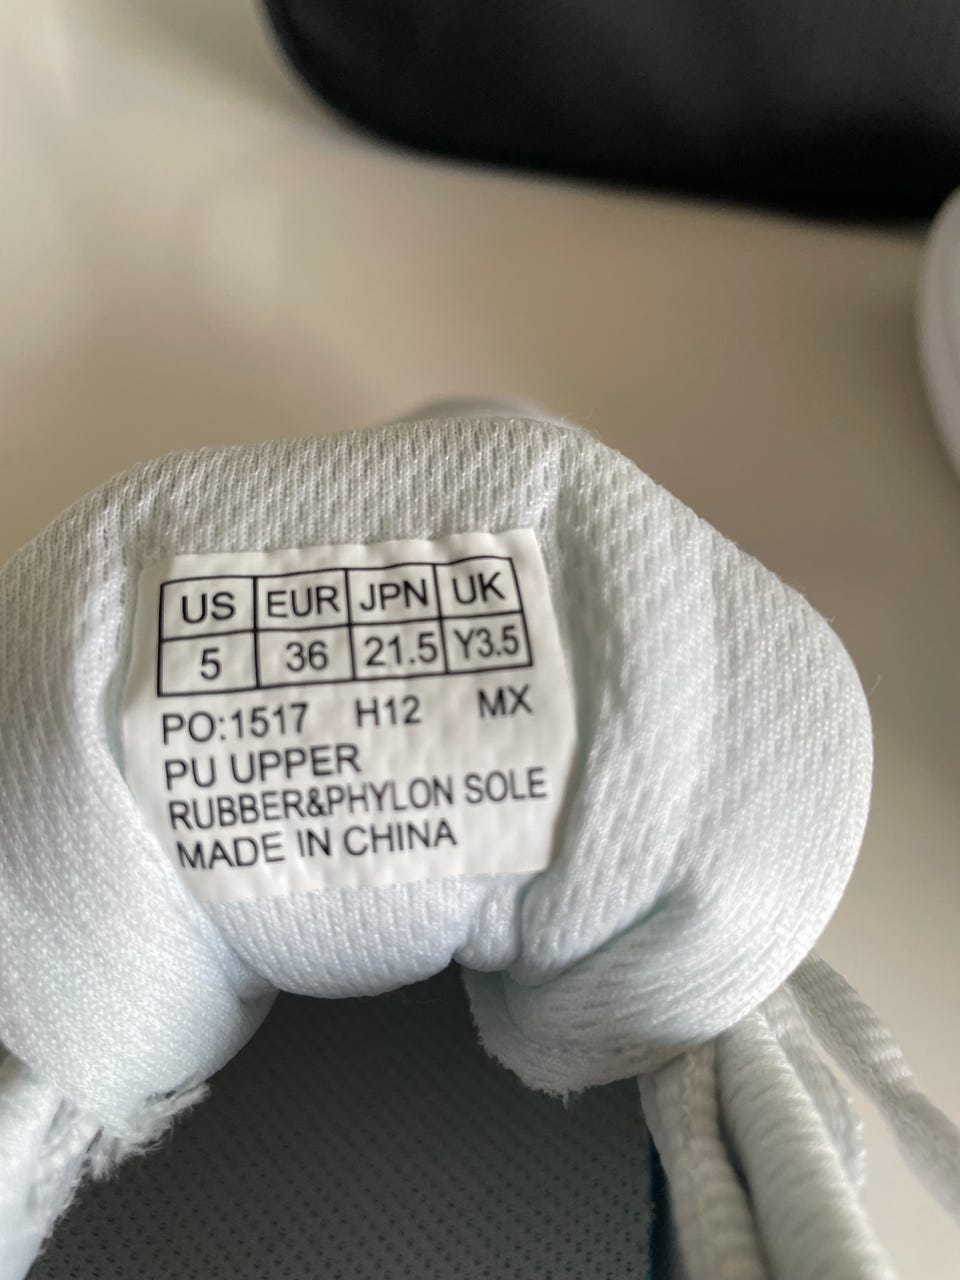 US EUR JPN UK
5 36 21.5 Y3.5
PO:1517 H12 MX
PU UPPER
RUBBER&PHYLON SOLE
MADE IN CHINA